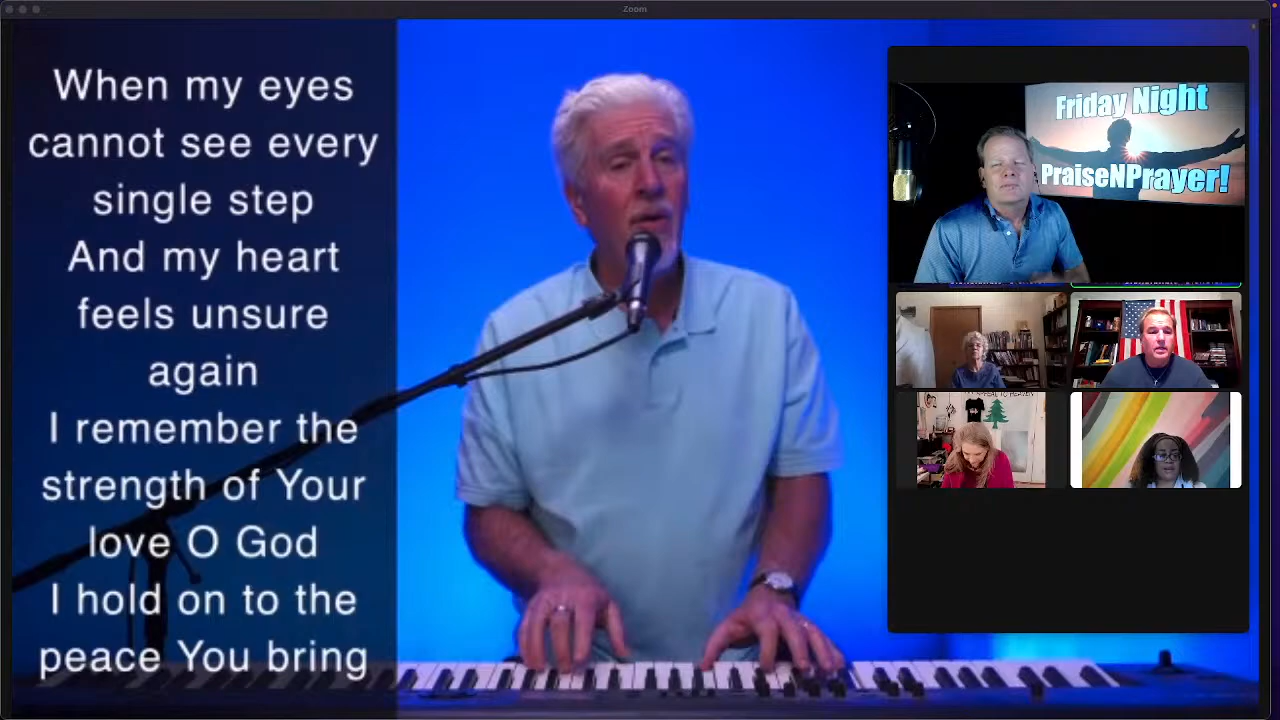 Zoom
When my eyes
cannot see every
single step
And my heart
feels unsure
again
I remember the
strength of Your
love O God
I hold on to the
peace You bring
Friday Night
PraiseNPrayer!